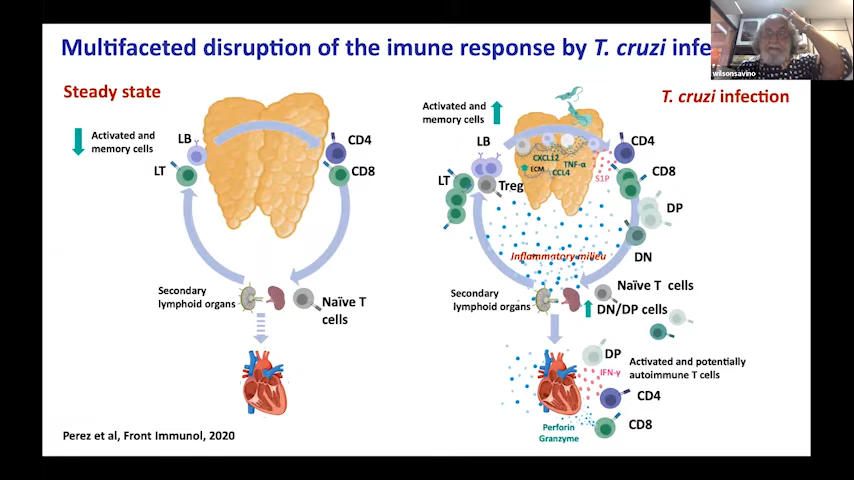 Multifaceted disruption of the imune response by T. cruzi infe
wilsonsavino
Steady state
T. cruzi infection
Activated and
memory cells
LB
LT
CD4
CD8
Secondary
lymphoid organs
Naïve T
cells
Activated and
memory cells
LB
LT
Treg
CXCL12
TNF-α
ECM
CCL4
S1P
CD4
CD8
DP
DN
Inflammatory milieu
Secondary
lymphoid organs
Naïve T cells
DN/DP cells
DP
IFN-γ
Activated and potentially
autoimmune T cells
CD4
CD8
Perforin
Granzyme
Perez et al, Front Immunol, 2020